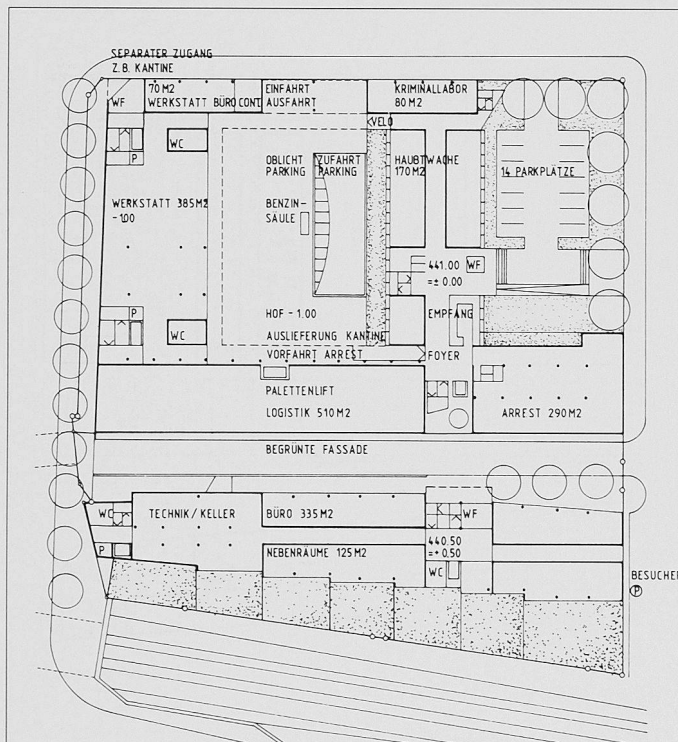 SEPARATER ZUGANG
Z.B. KANTINE
WF
70 M2
WERKSTATT BÜRO CONT.
EINFAHRT
AUSFAHRT
KRIMINALLABOR
80 M2
VELO
WC
P
OBLICHT
PARKING
ZUFAHRT
PARKING
HAUBTWACHE
170 M2
14 PARKPLÄTZE
WERKSTATT 385 M2
- 1.00
BENZIN-
SÄULE
441.00
=± 0.00
WF
P
WC
HOF - 1.00
EMPFANG
AUSLIEFERUNG KANTINE
VORFAHRT ARREST
FOYER
PALETTENLIFT
LOGISTIK 510 M2
ARREST 290 M2
BEGRÜNTE FASSADE
WC
TECHNIK / KELLER
BÜRO 335 M2
WF
P
NEBENRÄUME 125 M2
440.50
=+ 0.50
WC
BESUCHER
P